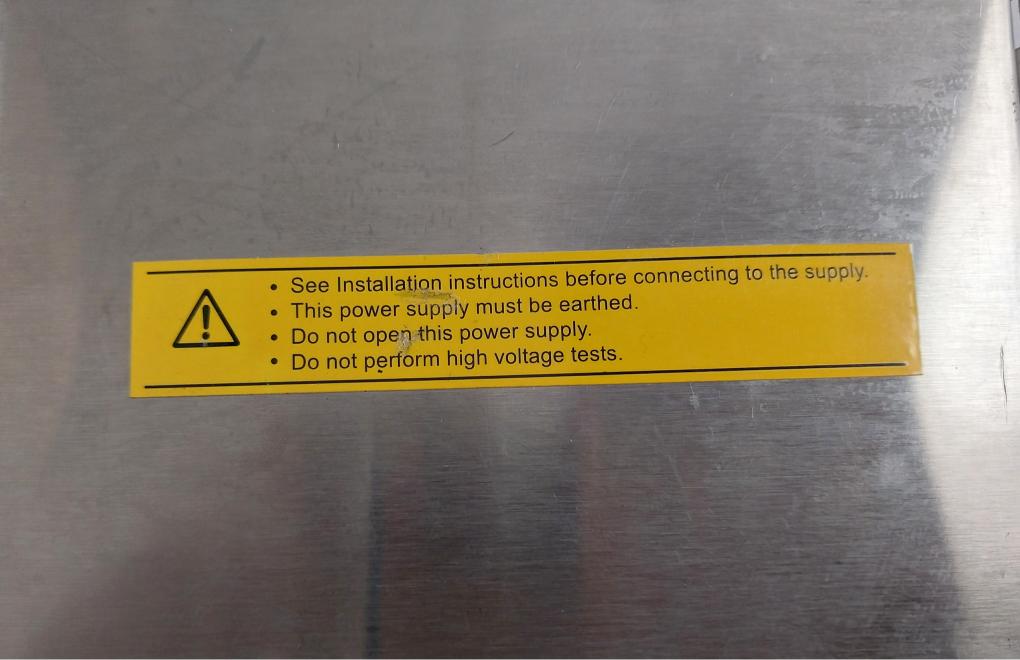 • See Installation instructions before connecting to the supply.
• This power supply must be earthed.
• Do not open this power supply.
• Do not perform high voltage tests.